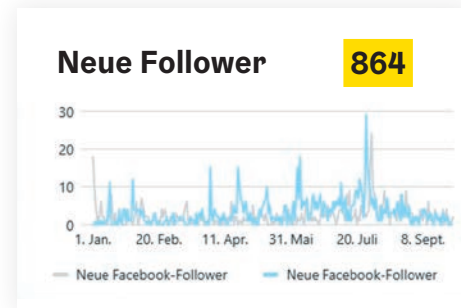 Neue Follower 864
30
20
10
0
1. Jan. 20. Feb. 11. Apr. 31. Mai 20. Juli 8. Sept.
Neue Facebook-Follower Neue Facebook-Follower